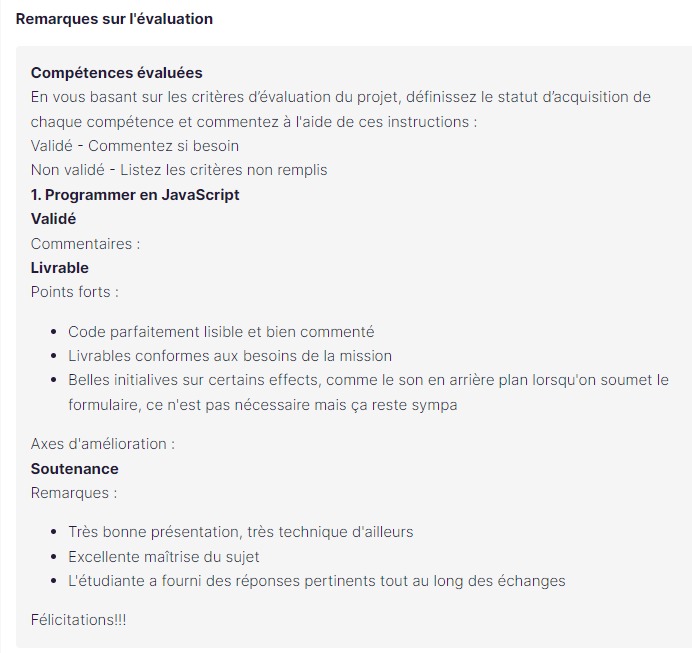 Remarques sur l'évaluation
Compétences évaluées
En vous basant sur les critères d’évaluation du projet, définissez le statut d’acquisition de
chaque compétence et commentez à l'aide de ces instructions :
Validé - Commentez si besoin
Non validé - Listez les critères non remplis
1. Programmer en JavaScript
Validé
Commentaires :
Livrable
Points forts :
• Code parfaitement lisible et bien commenté
• Livrables conformes aux besoins de la mission
• Belles initialives sur certains effects, comme le son en arrière plan lorsqu'on soumet le
formulaire, ce n'est pas nécessaire mais ça reste sympa
Axes d'amélioration :
Soutenance
Remarques :
• Très bonne présentation, très technique d'ailleurs
• Excellente maîtrise du sujet
• L'étudiante a fourni des réponses pertinents tout au long des échanges
Félicitations!!!